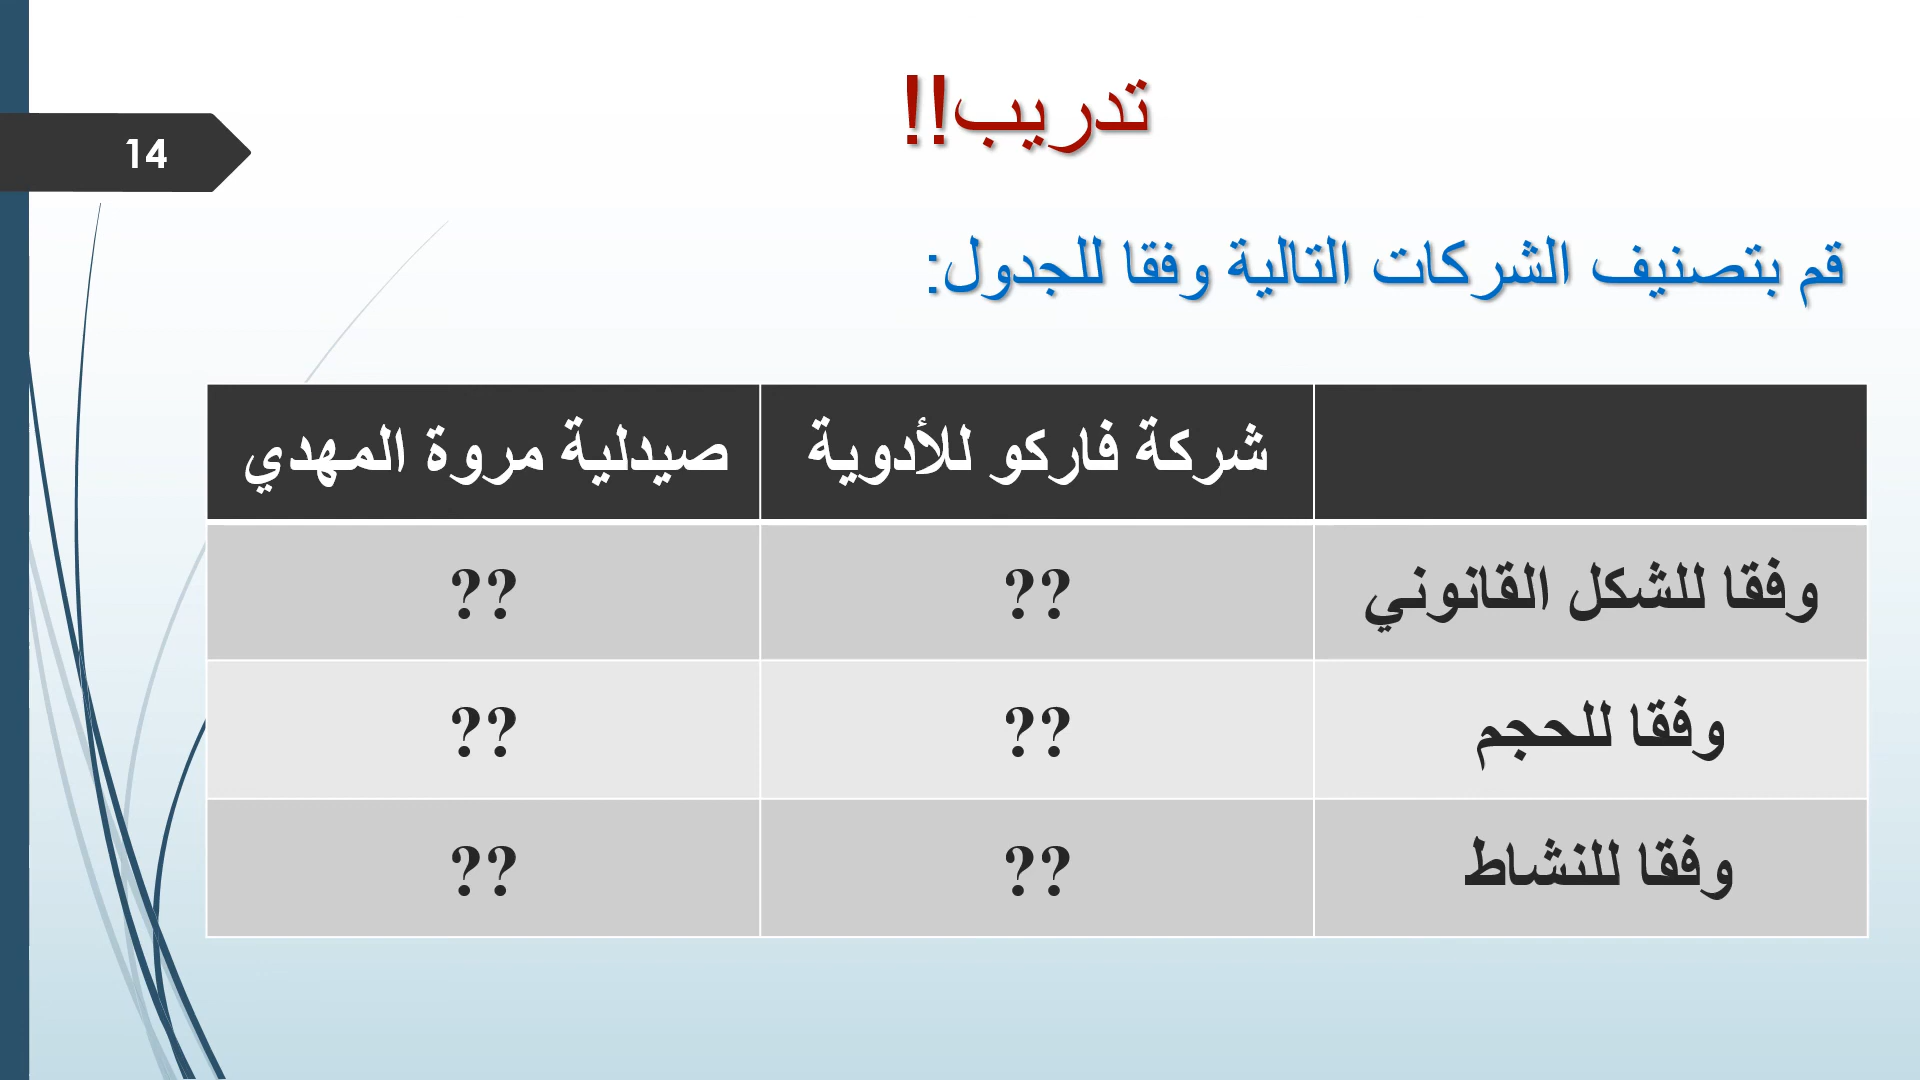 14
تدريب!!
قم بتصنيف الشركات التالية وفقا للجدول:
شركة فاركو للأدوية صيدلية مروة المهدي
وفقا للشكل القانوني ?? ??
وفقا للحجم ?? ??
وفقا للنشاط ?? ??